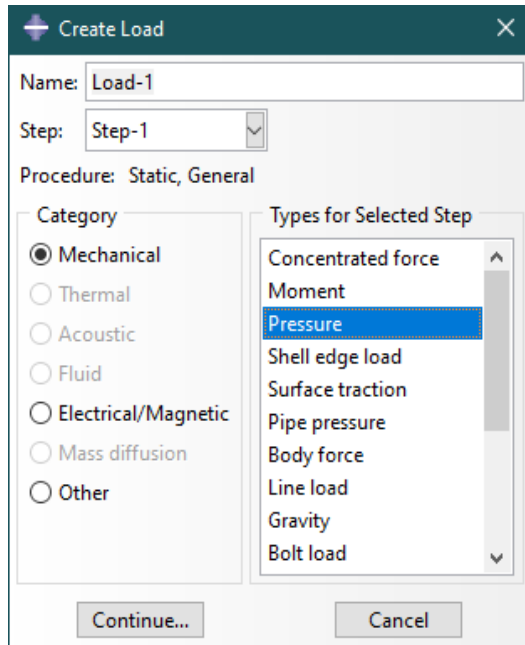 Create Load
Name: Load-1
Step: Step-1
Procedure: Static, General
Category
Mechanical
Thermal
Acoustic
Fluid
Electrical/Magnetic
Mass diffusion
Other
Types for Selected Step
Concentrated force
Moment
Pressure
Shell edge load
Surface traction
Pipe pressure
Body force
Line load
Gravity
Bolt load
Continue...
Cancel